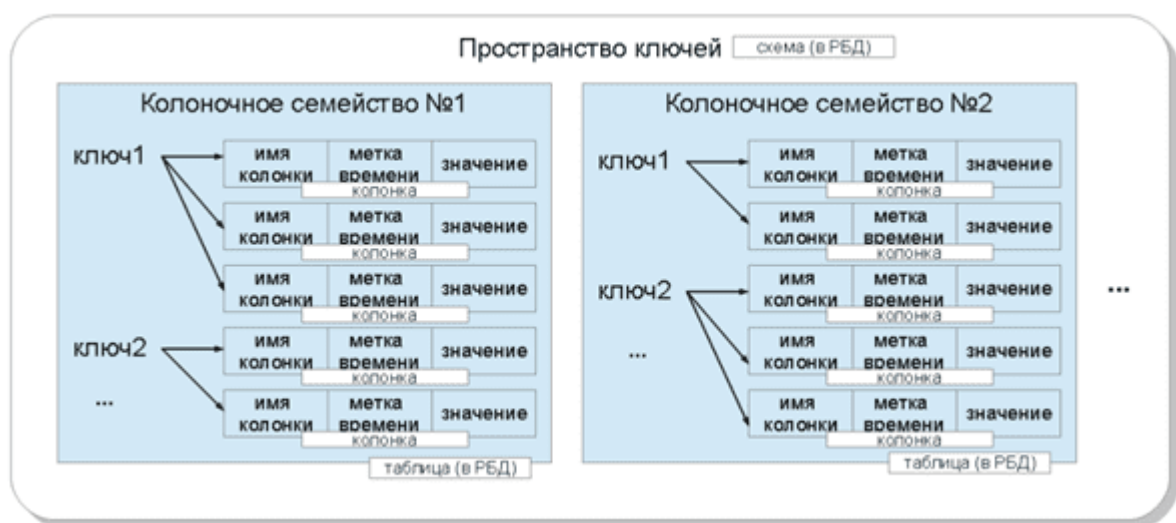 Пространство ключей
схема (в РБД)
Колоночное семейство №1
ключ1
имя колонки
метка времени
значение
колонка
имя колонки
метка времени
значение
колонка
имя колонки
метка времени
значение
колонка
ключ2
имя колонки
метка времени
значение
колонка
...
имя колонки
метка времени
значение
колонка
таблица (в РБД)
Колоночное семейство №2
ключ1
имя колонки
метка времени
значение
колонка
имя колонки
метка времени
значение
колонка
ключ2
имя колонки
метка времени
значение
колонка
...
имя колонки
метка времени
значение
колонка
имя колонки
метка времени
значение
колонка
таблица (в РБД)
...